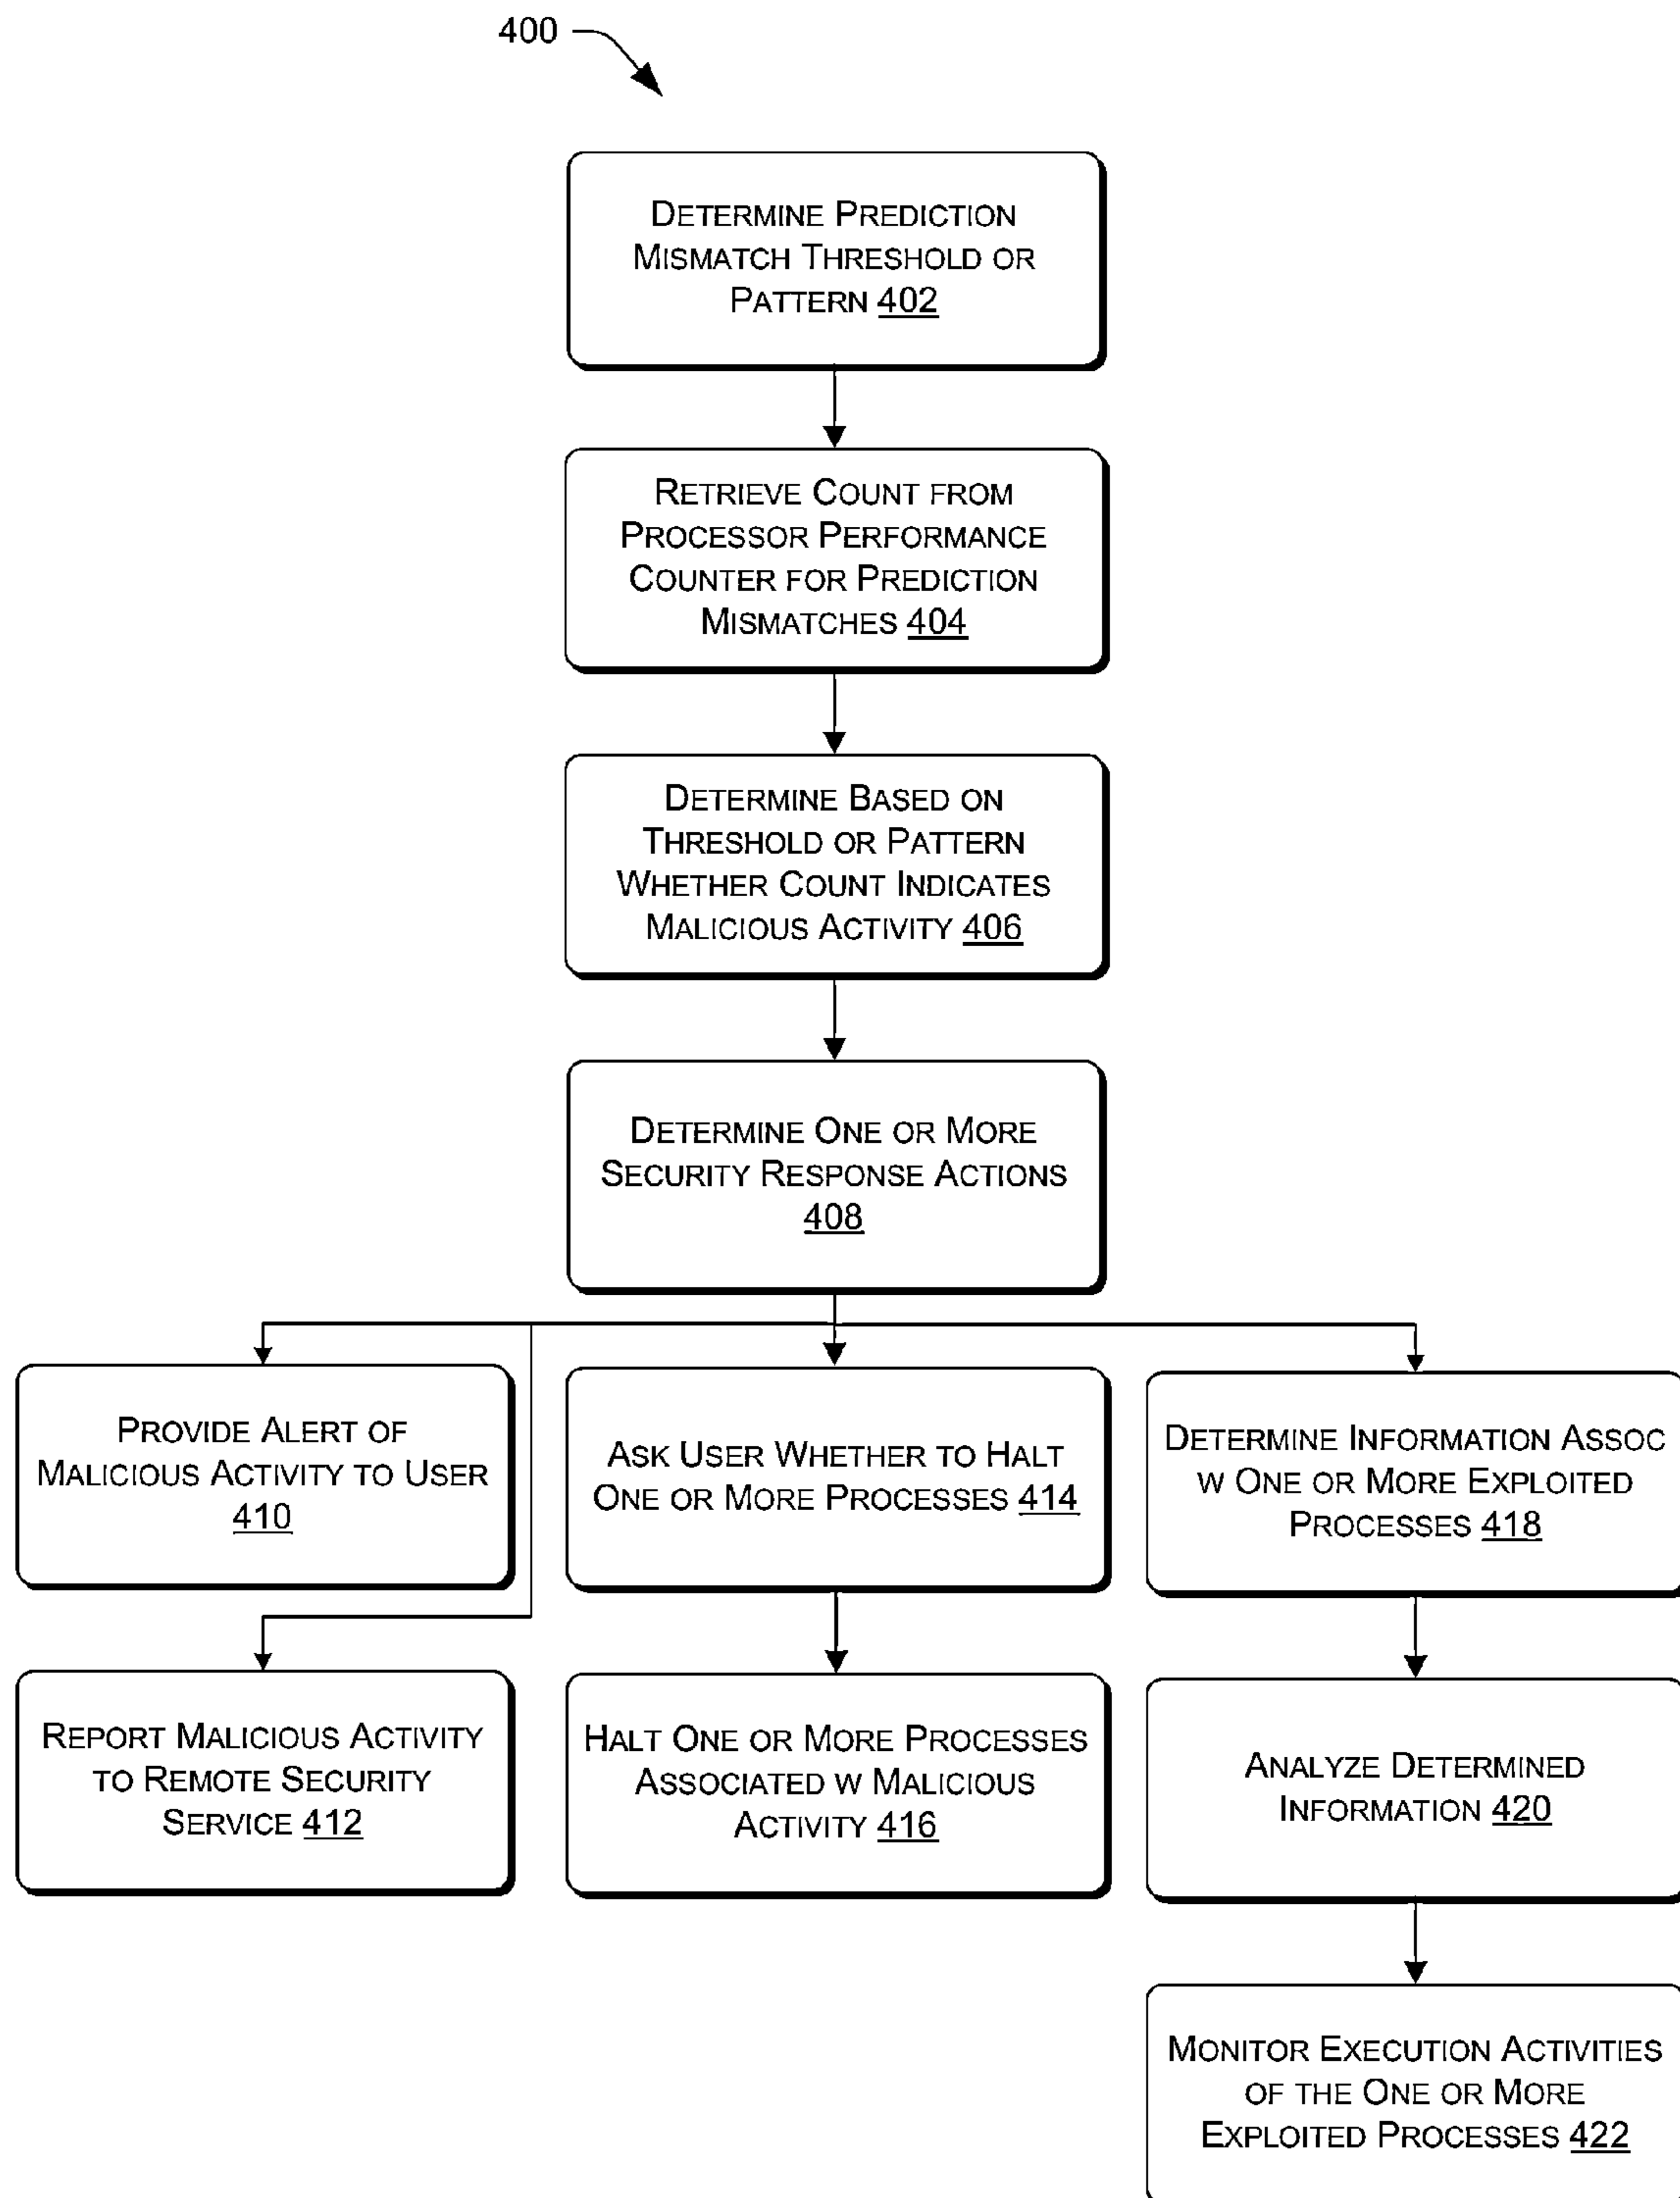 400
DETERMINE PREDICTION
MISMATCH THRESHOLD OR
PATTERN 402
RETRIEVE COUNT FROM
PROCESSOR PERFORMANCE
COUNTER FOR PREDICTION
MISMATCHES 404
DETERMINE BASED ON
THRESHOLD OR PATTERN
WHETHER COUNT INDICATES
MALICIOUS ACTIVITY 406
DETERMINE ONE OR MORE
SECURITY RESPONSE ACTIONS
408
PROVIDE ALERT OF
MALICIOUS ACTIVITY TO USER
410
REPORT MALICIOUS ACTIVITY
TO REMOTE SECURITY
SERVICE 412
ASK USER WHETHER TO HALT
ONE OR MORE PROCESSES 414
HALT ONE OR MORE PROCESSES
ASSOCIATED W MALICIOUS
ACTIVITY 416
DETERMINE INFORMATION ASSOC
W ONE OR MORE EXPLOITED
PROCESSES 418
ANALYZE DETERMINED
INFORMATION 420
MONITOR EXECUTION ACTIVITIES
OF THE ONE OR MORE
EXPLOITED PROCESSES 422